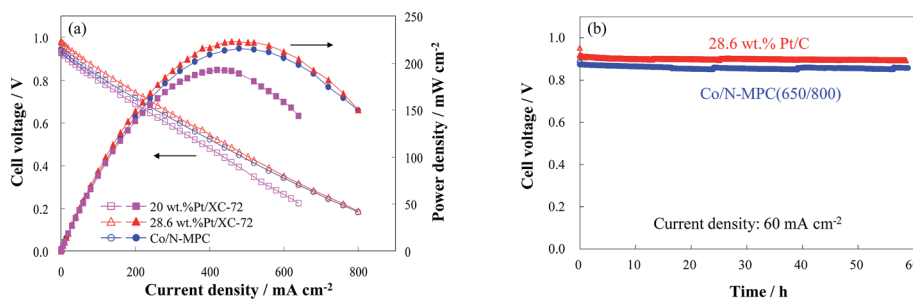 (a)
Cell voltage / V
1.0
0.8
0.6
0.4
0.2
0.0
250
200
150
100
50
0
Power density / mW cm-2
20 wt.%Pt/XC-72
28.6 wt.%Pt/XC-72
Co/N-MPC
0 200 400 600 800
Current density / mA cm-2
(b)
Cell voltage / V
1.0
0.8
0.6
0.4
0.2
0.0
28.6 wt.% Pt/C
Co/N-MPC(650/800)
Current density: 60 mA cm-2
0 10 20 30 40 50 60
Time / h